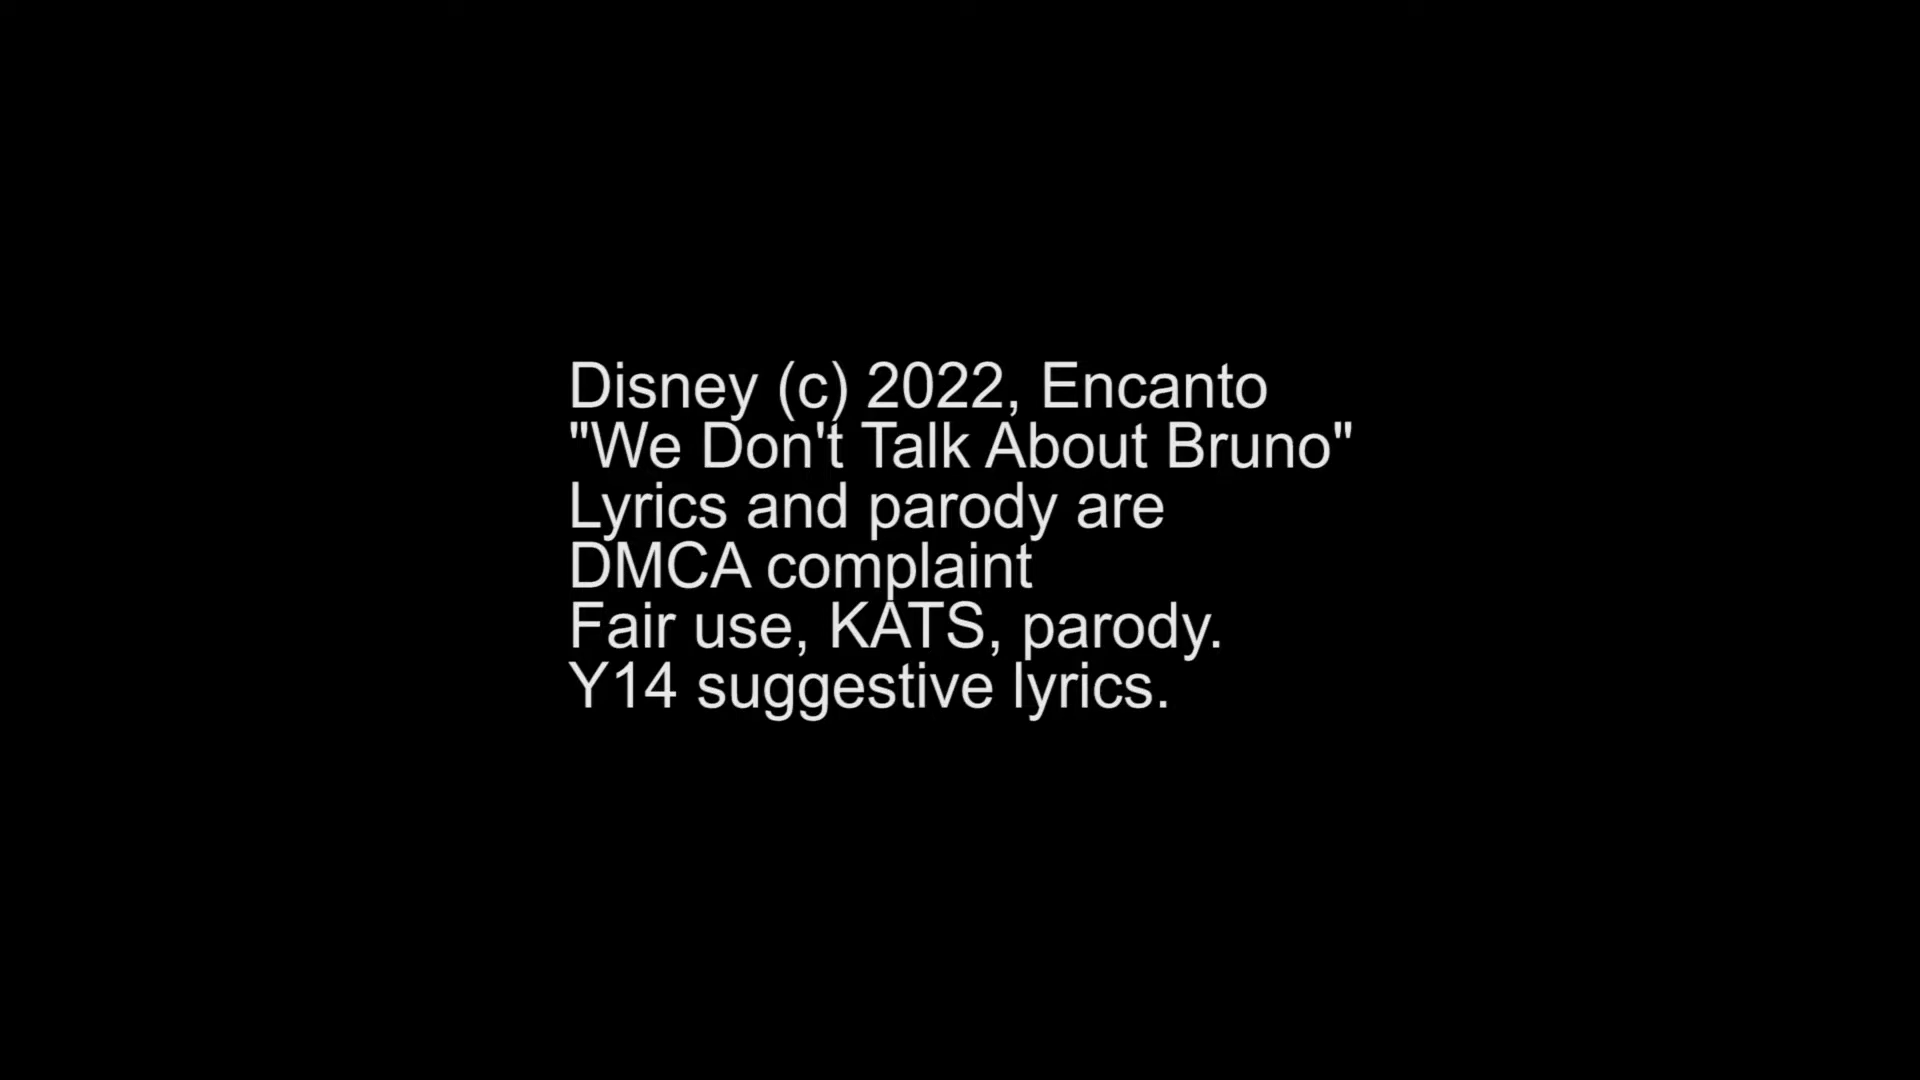 Disney (c) 2022, Encanto
"We Don't Talk About Bruno"
Lyrics and parody are
DMCA complaint
Fair use, KATS, parody.
Y14 suggestive lyrics.